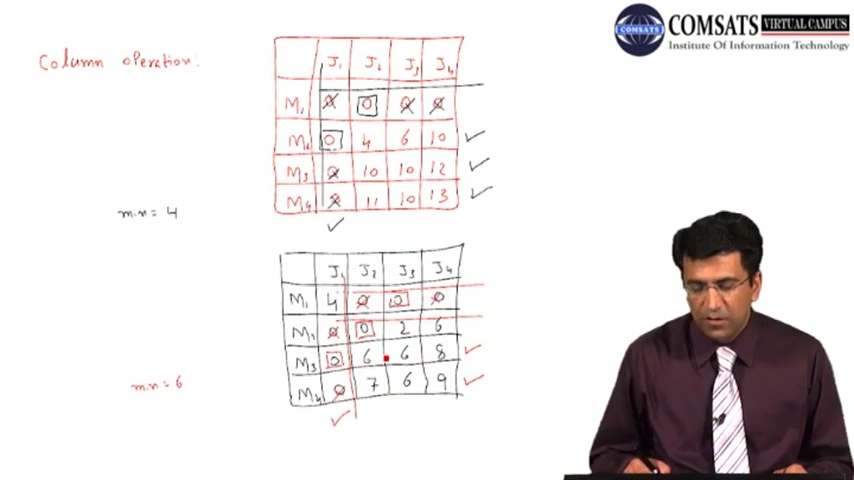 COMSATS VIRTUAL CAMPUS
Institute Of Information Technology
Column operation.
J1 J2 J3 J4
M1 0 0 0 0
M2 0 4 6 10
M3 0 10 10 12
M4 0 11 10 13
min = 4
J1 J2 J3 J4
M1 4 0 0 0
M2 0 0 2 6
M3 0 6 6 8
M4 0 7 6 9
min = 6